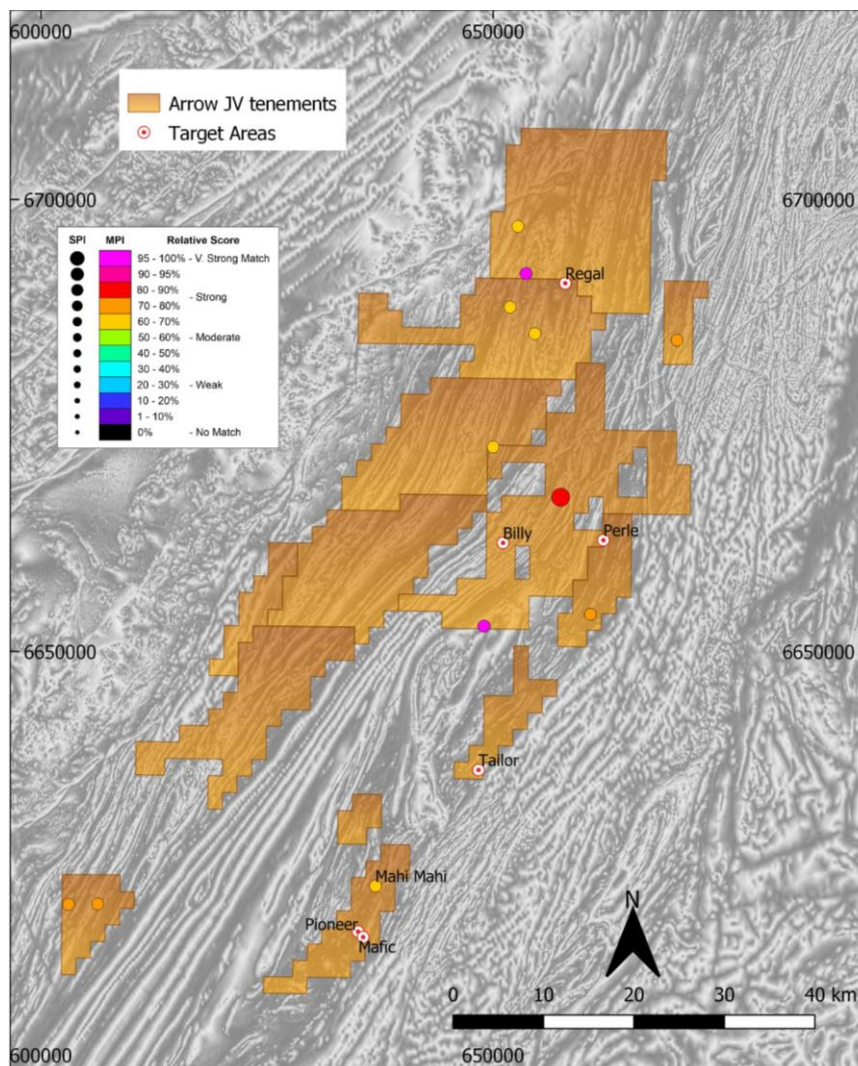 600000
650000
Arrow JV tenements
Target Areas
6700000
6700000
SPI MPI Relative Score
95 - 100% - V. Strong Match
90 - 95%
80 - 90%
- Strong
70 - 80%
60 - 70%
50 - 60% - Moderate
40 - 50%
30 - 40%
20 - 30% - Weak
10 - 20%
1 - 10%
0% - No Match
Regal
Billy
Perle
6650000
6650000
Tailor
Mahi Mahi
Pioneer
Mafic
N
0 10 20 30 40 km
600000
650000